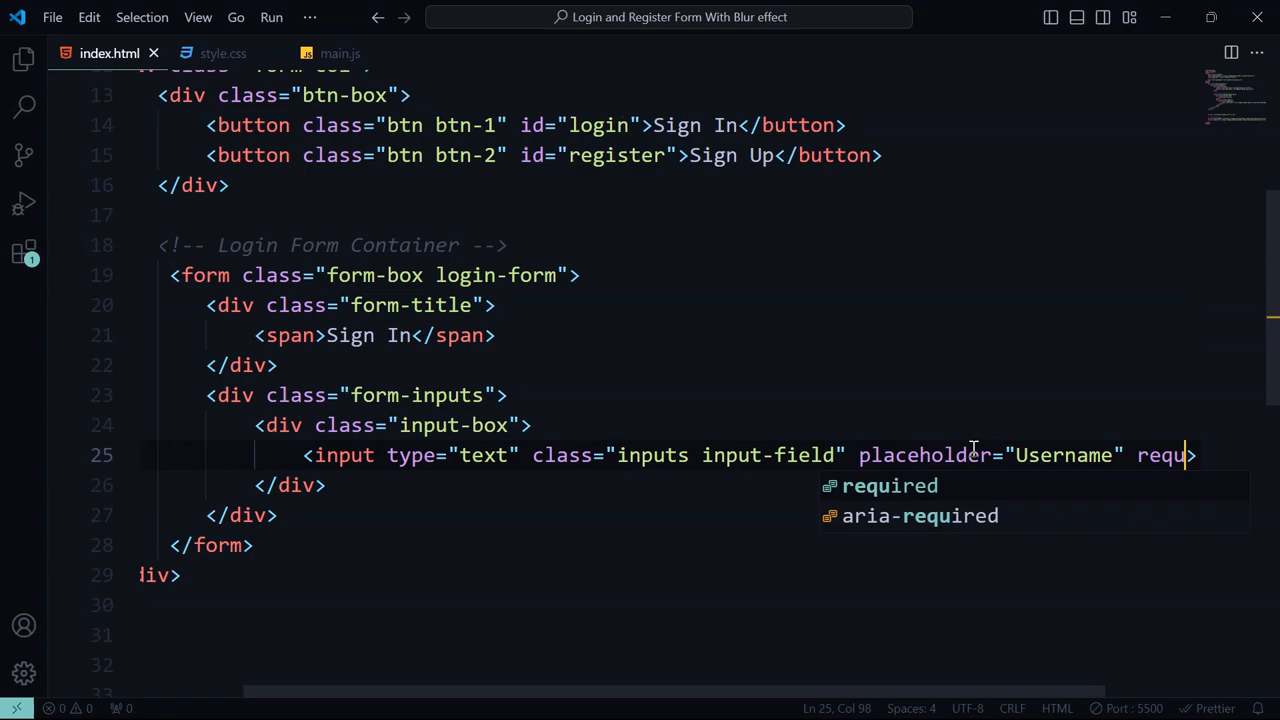 File Edit Selection View Go Run ··· Login and Register Form With Blur effect
index.html style.css main.js
13 <div class="btn-box">
14 <button class="btn btn-1" id="login">Sign In</button>
15 <button class="btn btn-2" id="register">Sign Up</button>
16 </div>
17
18 <!-- Login Form Container -->
19 <form class="form-box login-form">
20 <div class="form-title">
21 <span>Sign In</span>
22 </div>
23 <div class="form-inputs">
24 <div class="input-box">
25 <input type="text" class="inputs input-field" placeholder="Username" requ>
required
26 </div>
aria-required
27 </div>
28 </form>
29 div>
30
31
32
33
1
0 0 0 Ln 25, Col 98 Spaces: 4 UTF-8 CRLF HTML Port : 5500 Prettier